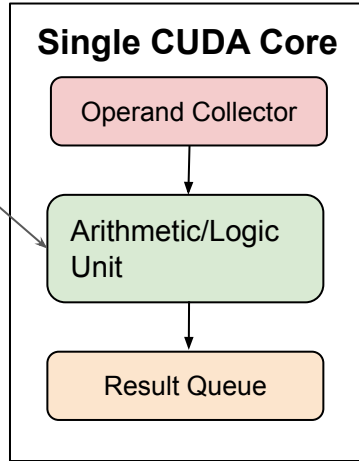 Single CUDA Core
Operand Collector
Arithmetic/Logic
Unit
Result Queue